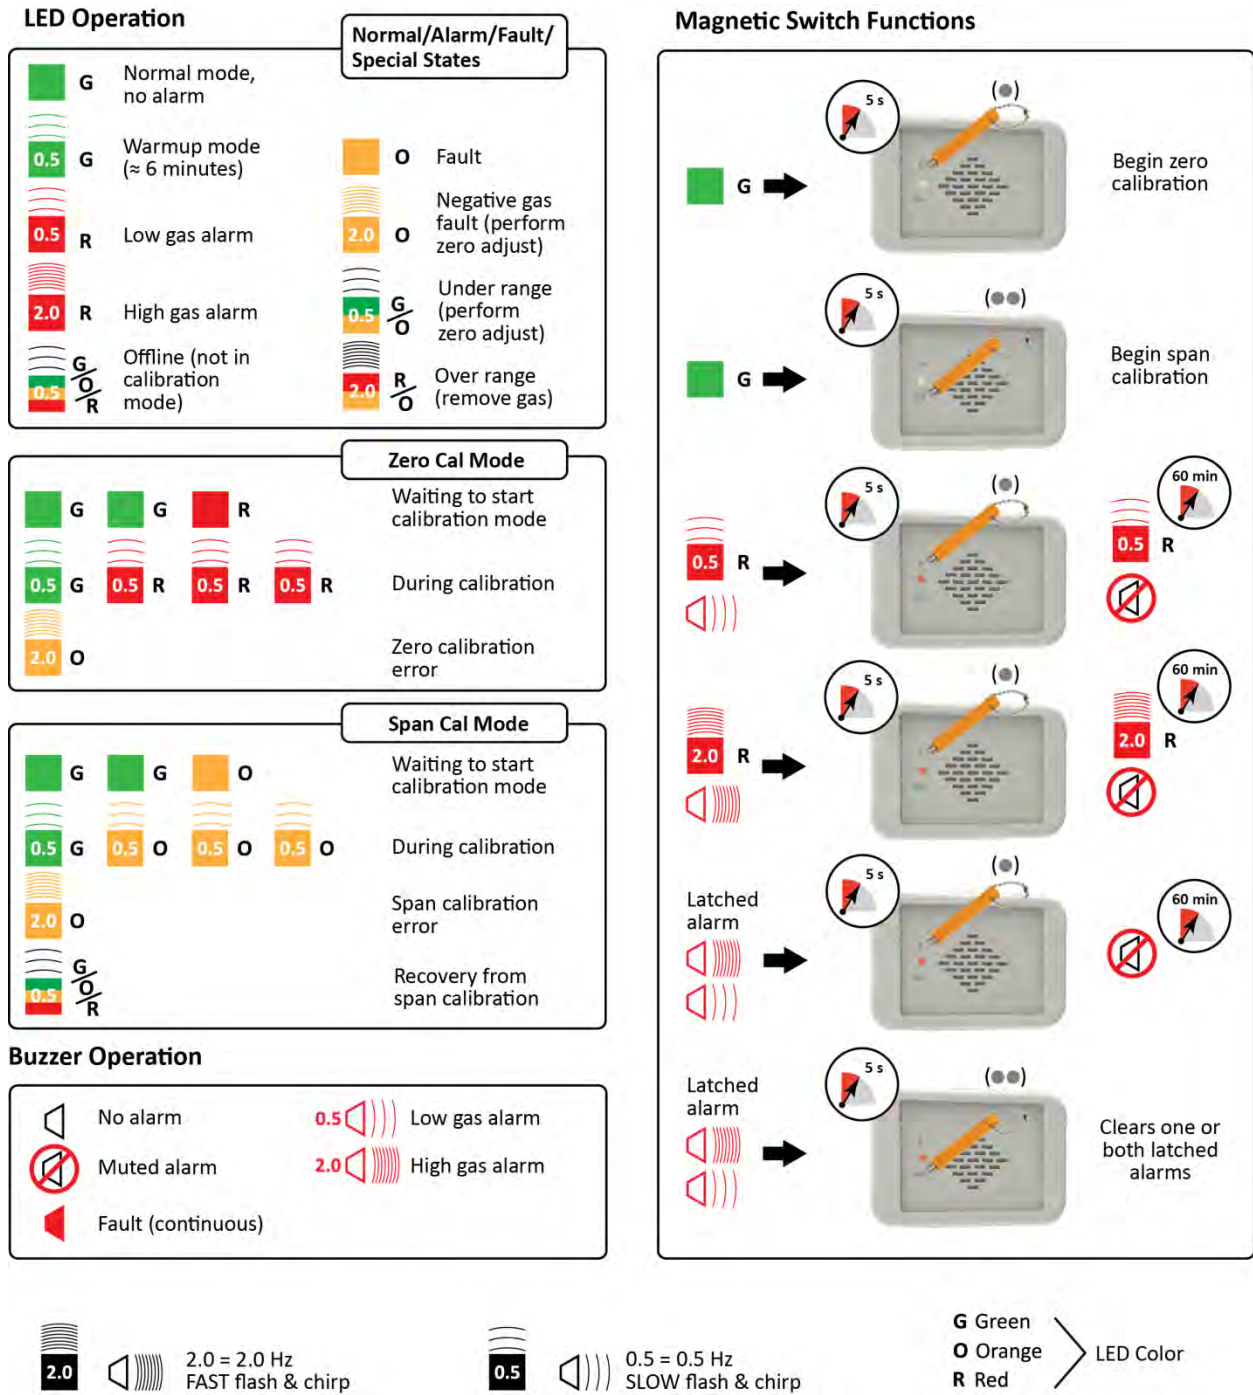 LED Operation
Normal/Alarm/Fault/
Special States
G
Normal mode,
no alarm
0.5
G
Warmup mode
(≈ 6 minutes)
0.5
R
Low gas alarm
2.0
R
High gas alarm
0.5
G/O/R
Offline (not in
calibration
mode)
O
Fault
2.0
O
Negative gas
fault (perform
zero adjust)
0.5
G/O
Under range
(perform
zero adjust)
2.0
R/O
Over range
(remove gas)
Zero Cal Mode
G
G
R
Waiting to start
calibration mode
0.5 G
0.5 R
0.5 R
0.5 R
During calibration
2.0 O
Zero calibration
error
Span Cal Mode
G
G
O
Waiting to start
calibration mode
0.5 G
0.5 O
0.5 O
0.5 O
During calibration
2.0 O
Span calibration
error
0.5
G/O/R
Recovery from
span calibration
Buzzer Operation
No alarm
Muted alarm
Fault (continuous)
0.5
Low gas alarm
2.0
High gas alarm
Magnetic Switch Functions
G
5 s
Begin zero
calibration
G
5 s
Begin span
calibration
0.5 R
5 s
60 min
0.5 R
2.0 R
5 s
60 min
2.0 R
Latched
alarm
5 s
60 min
Latched
alarm
5 s
Clears one or
both latched
alarms
2.0
2.0 = 2.0 Hz
FAST flash & chirp
0.5
0.5 = 0.5 Hz
SLOW flash & chirp
G Green
O Orange
R Red
LED Color